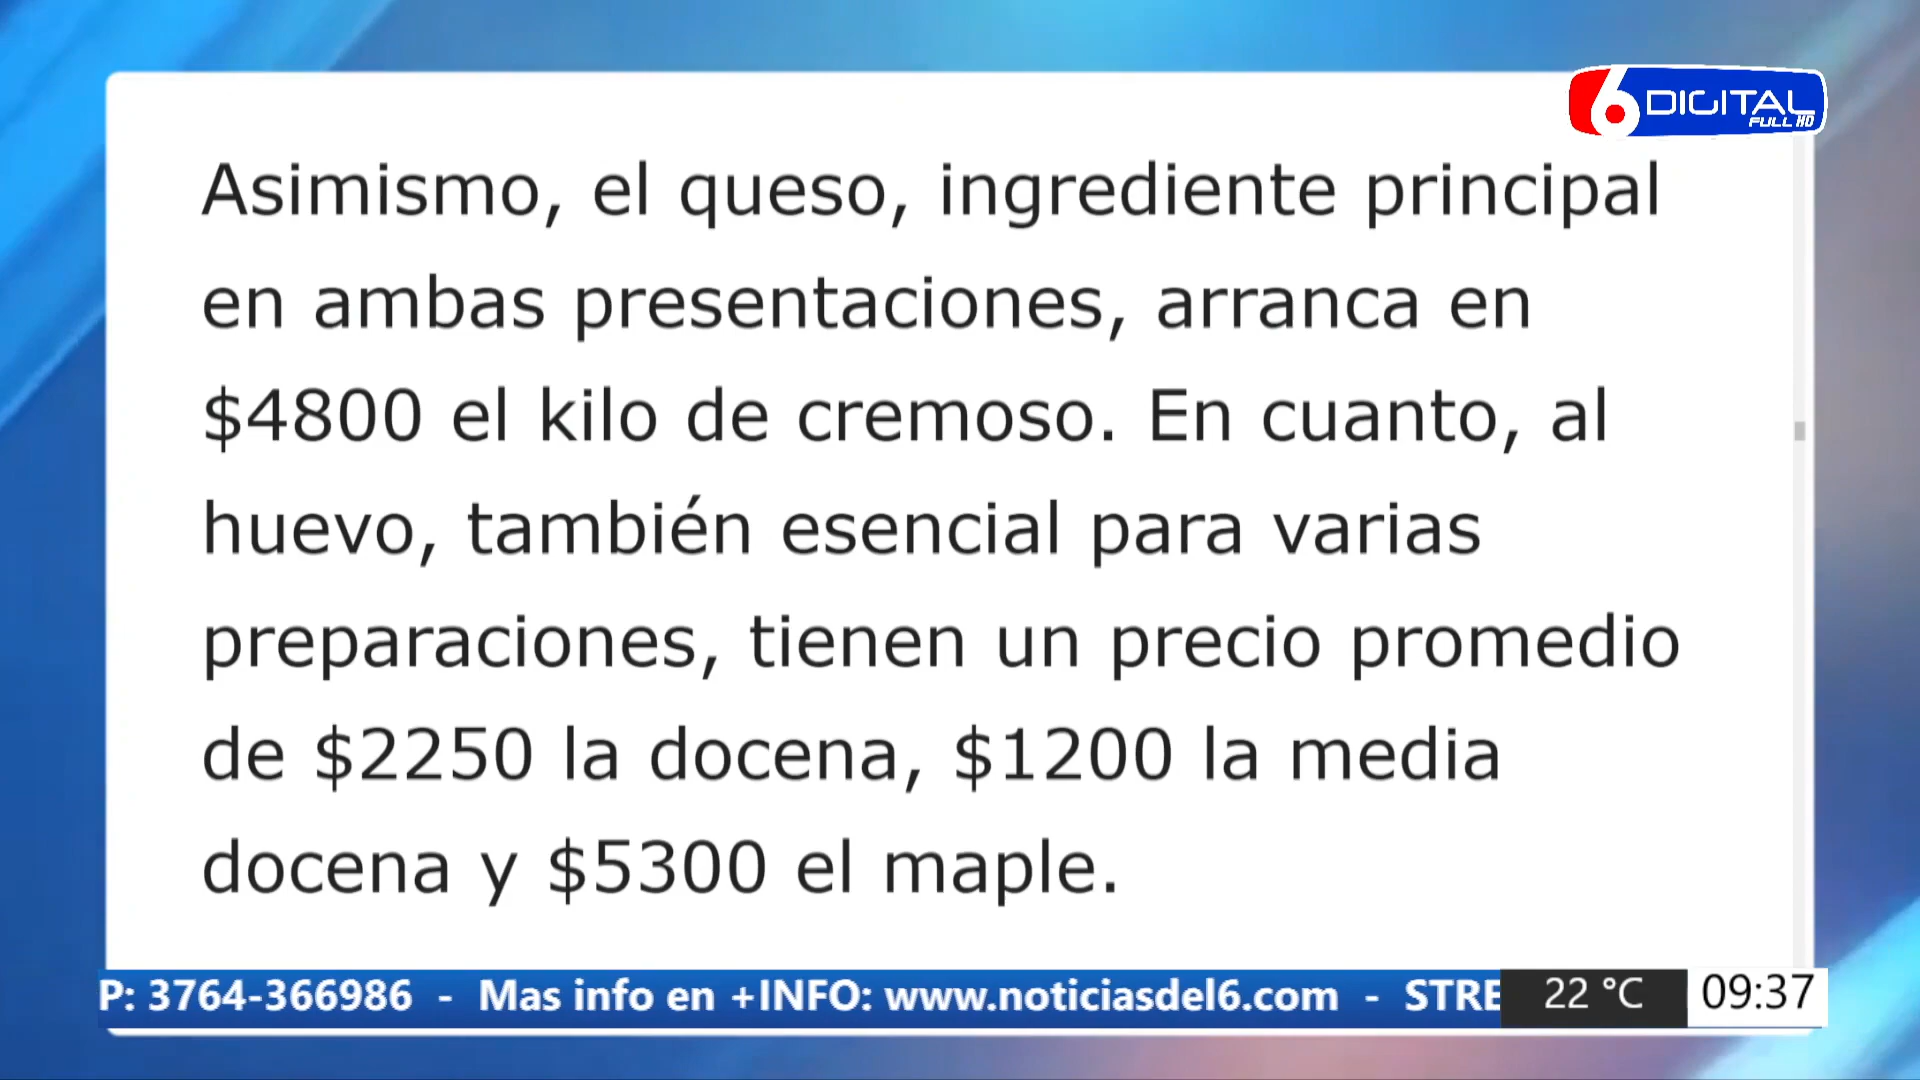 6 DIGITAL
FULL HD
Asimismo, el queso, ingrediente principal
en ambas presentaciones, arranca en
$4800 el kilo de cremoso. En cuanto, al
huevo, también esencial para varias
preparaciones, tienen un precio promedio
de $2250 la docena, $1200 la media
docena y $5300 el maple.
P: 3764-366986 - Mas info en +INFO: www.noticiasdel6.com - STRE
22 °C
09:37